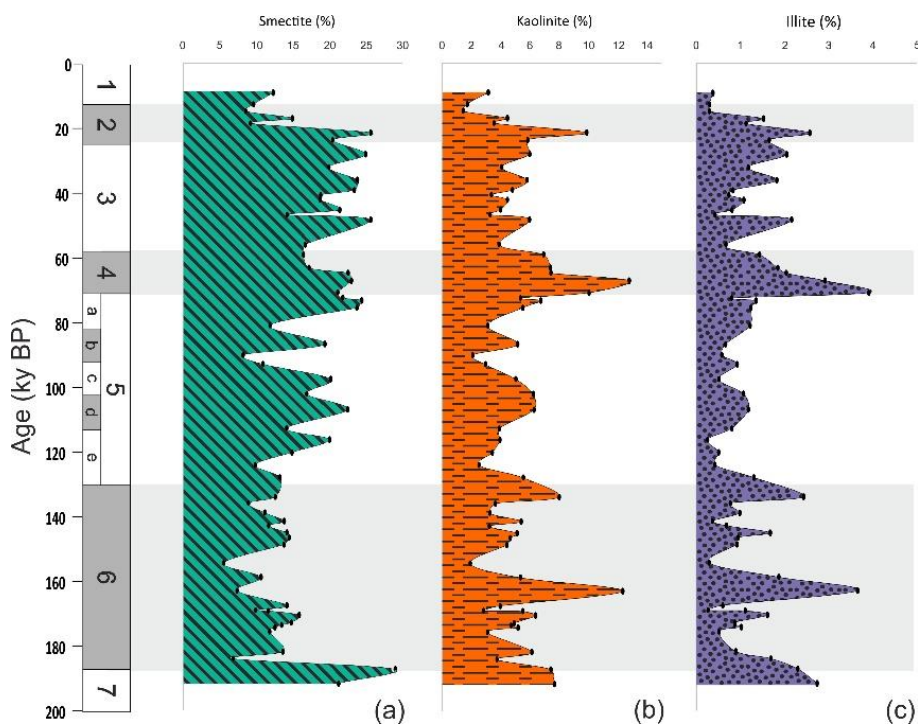 Smectite (%)
Kaolinite (%)
Illite (%)
0 5 10 15 20 25 30
0 2 4 6 8 10 12 14
0 1 2 3 4 5 6
Age (ky BP)
0
20
40
60
80
100
120
140
160
180
200
1
2
3
4
5
a
b
c
d
e
6
7
(a)
(b)
(c)